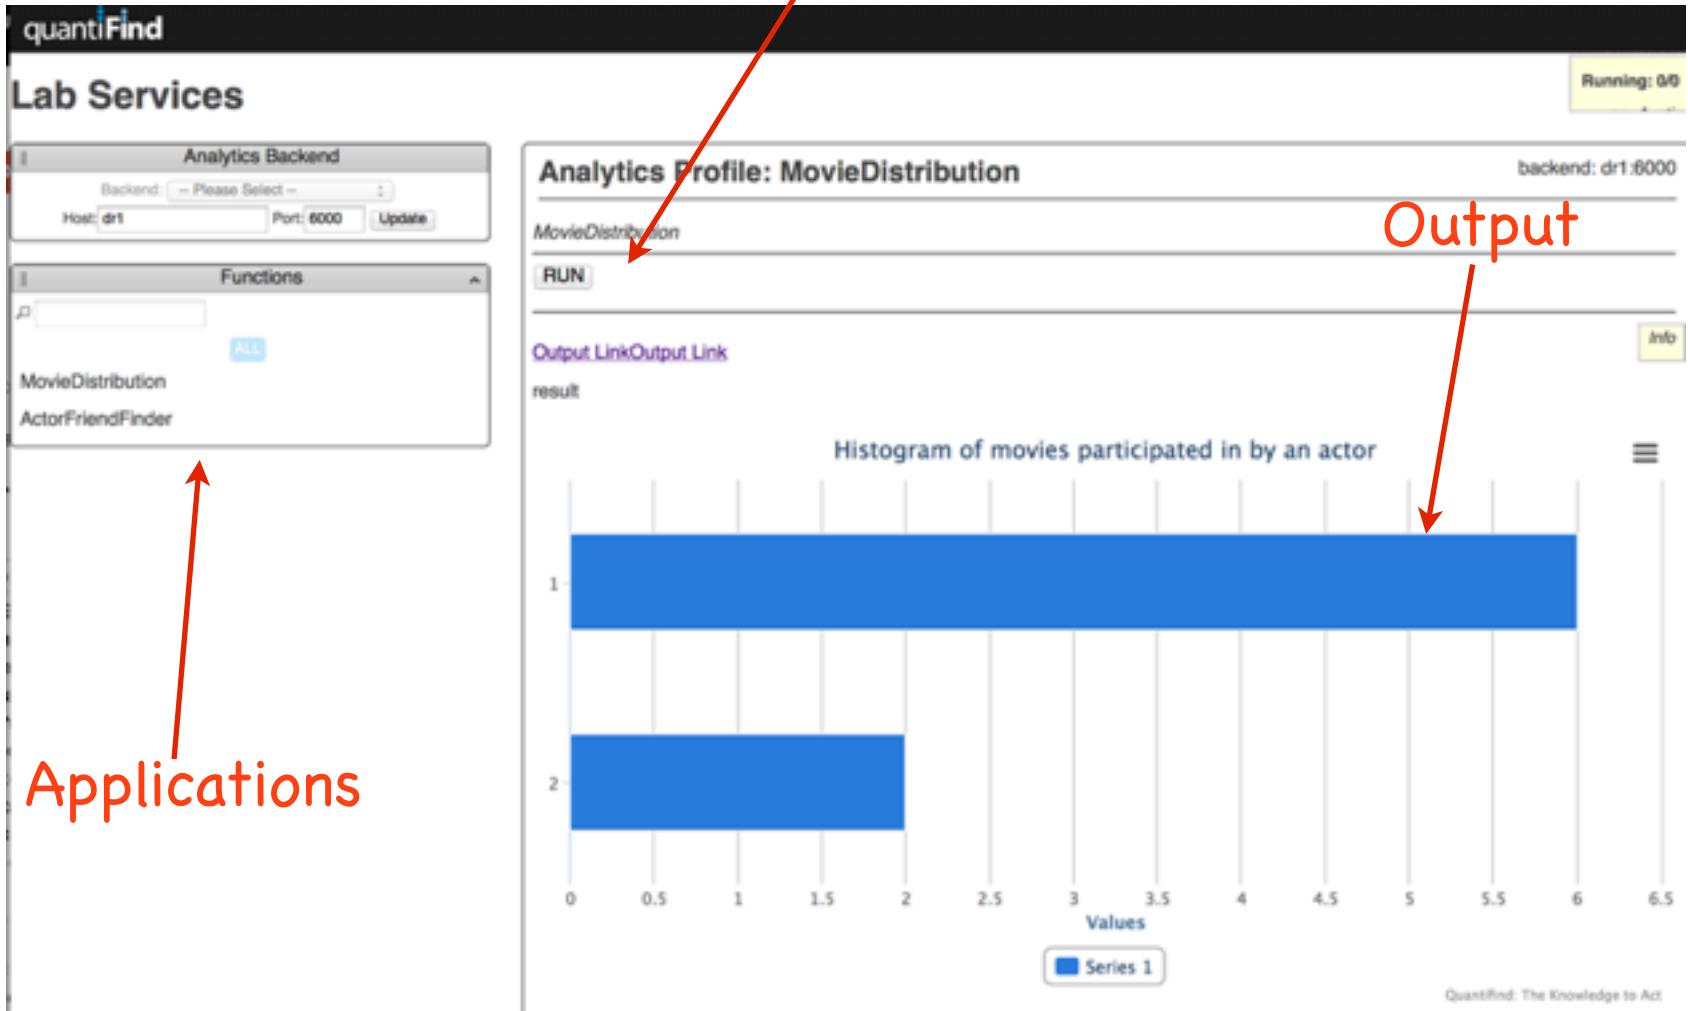 quantiFind
Lab Services
Running: 0/0
Analytics Backend
Backend: -- Please Select --
Host: dr1 Port: 6000 Update
Functions
ALL
MovieDistribution
ActorFriendFinder
Applications
Analytics Profile: MovieDistribution
backend: dr1:6000
MovieDistribution
Output
RUN
Info
Output LinkOutput Link
result
Histogram of movies participated in by an actor
1
2
0 0.5 1 1.5 2 2.5 3 3.5 4 4.5 5 5.5 6 6.5
Values
Series 1
Quantifind: The Knowledge to Act